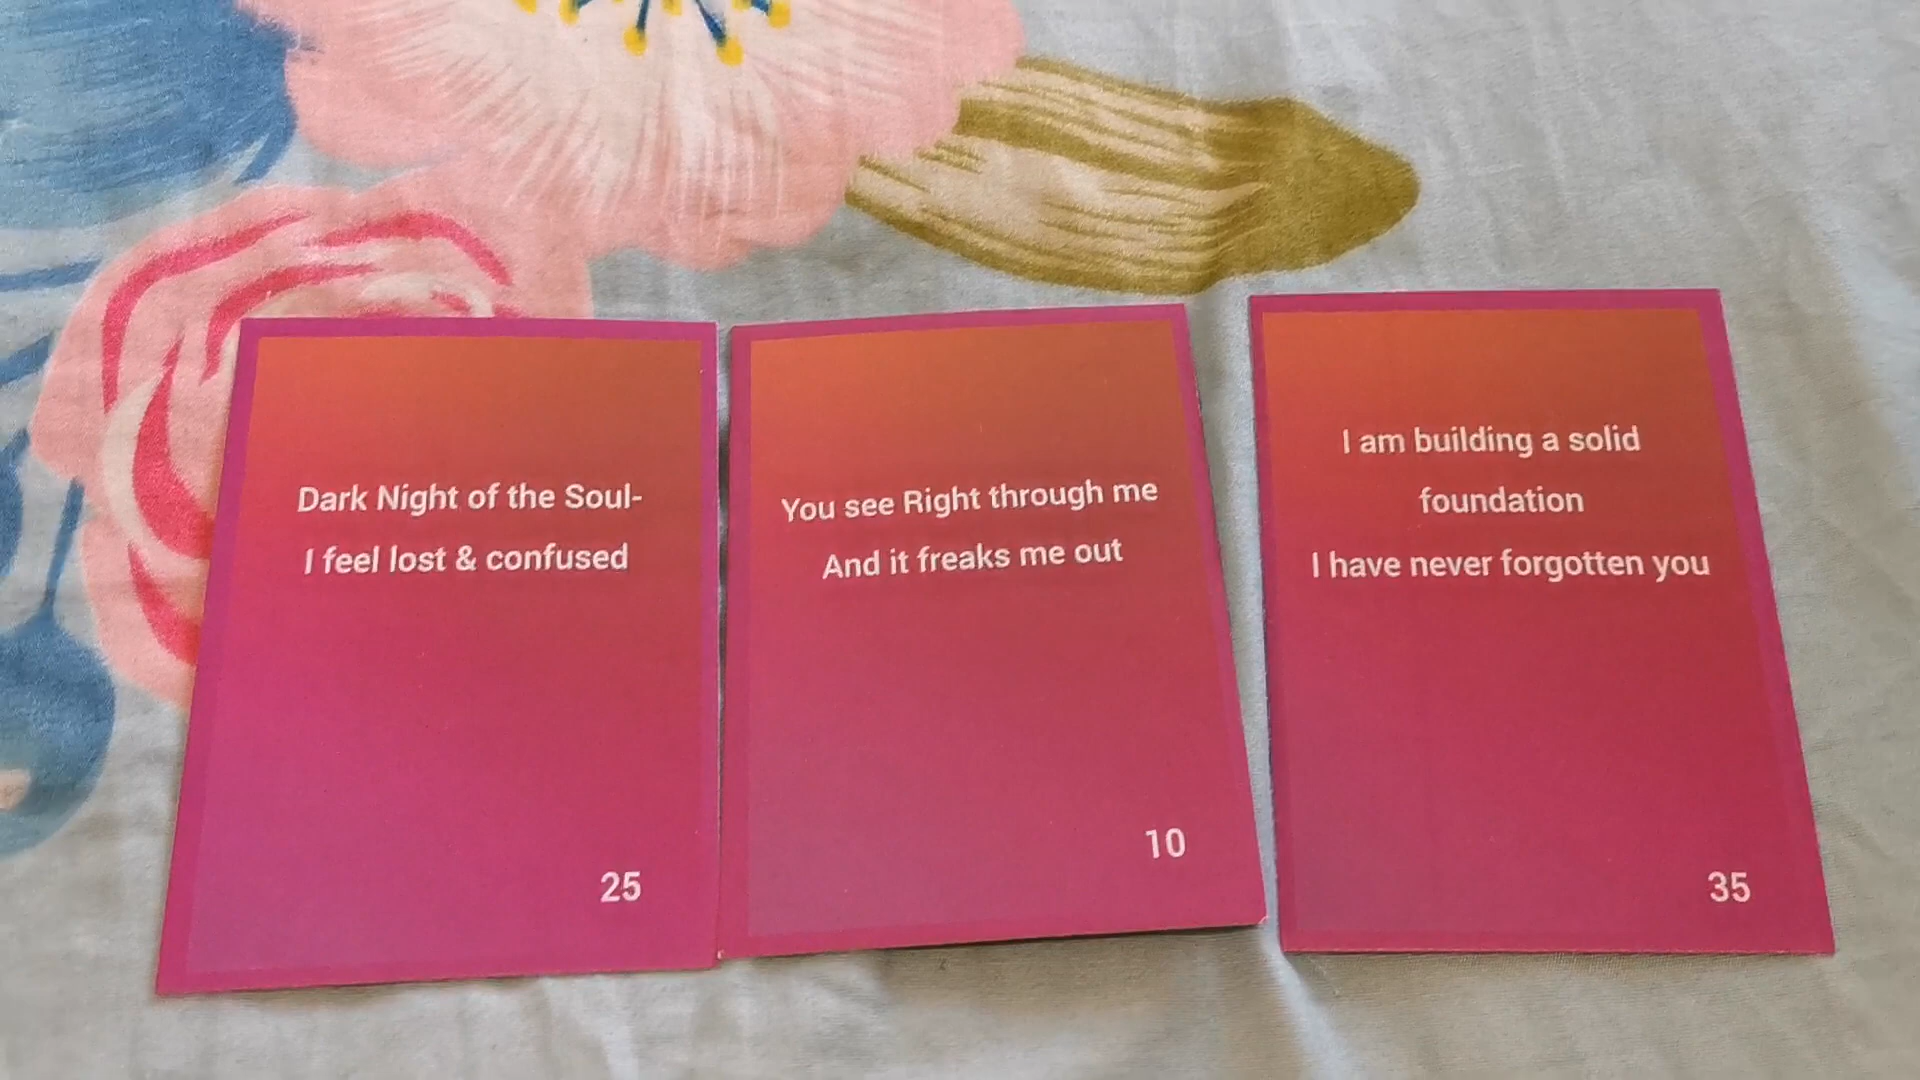 Dark Night of the Soul-
I feel lost & confused
25
You see Right through me
And it freaks me out
10
I am building a solid
foundation
I have never forgotten you
35